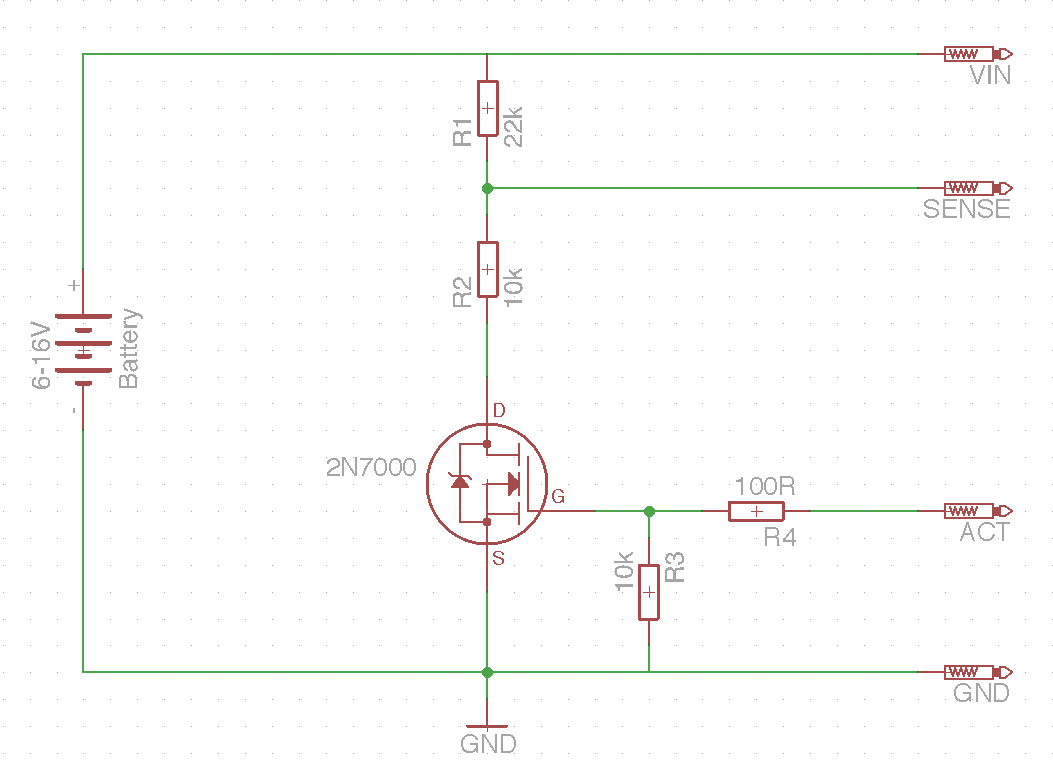 VIN
R1
22k
SENSE
R2
10k
+
6-16V
Battery
-
D
2N7000
G
S
100R
R4
ACT
10k
R3
GND
GND